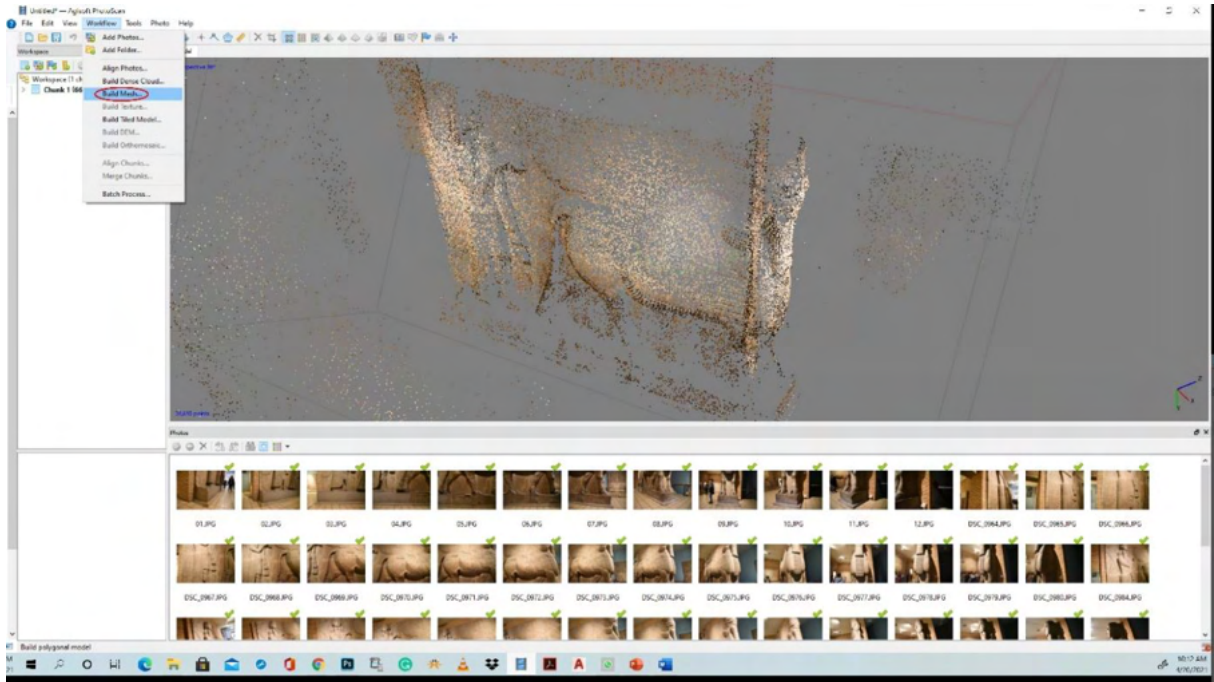 Untitled* — Agisoft PhotoScan
File Edit View Workflow Tools Photo Help
Add Photos...
Add Folder...
Workspace
Align Photos...
Build Dense Cloud...
Build Mesh...
Build Texture...
Build Tiled Model...
Build DEM...
Build Orthomosaic...
Align Chunks...
Merge Chunks...
Batch Process...
Chunk 1
Photos
01.JPG 02.JPG 03.JPG 04.JPG 05.JPG 06.JPG 07.JPG 08.JPG 09.JPG 10.JPG 11.JPG 12.JPG DSC_0964.JPG DSC_0965.JPG DSC_0966.JPG
DSC_0967.JPG DSC_0968.JPG DSC_0969.JPG DSC_0970.JPG DSC_0971.JPG DSC_0972.JPG DSC_0973.JPG DSC_0974.JPG DSC_0975.JPG DSC_0976.JPG DSC_0977.JPG DSC_0978.JPG DSC_0979.JPG DSC_0980.JPG DSC_0984.JPG
Build polygonal model
10:12 AM